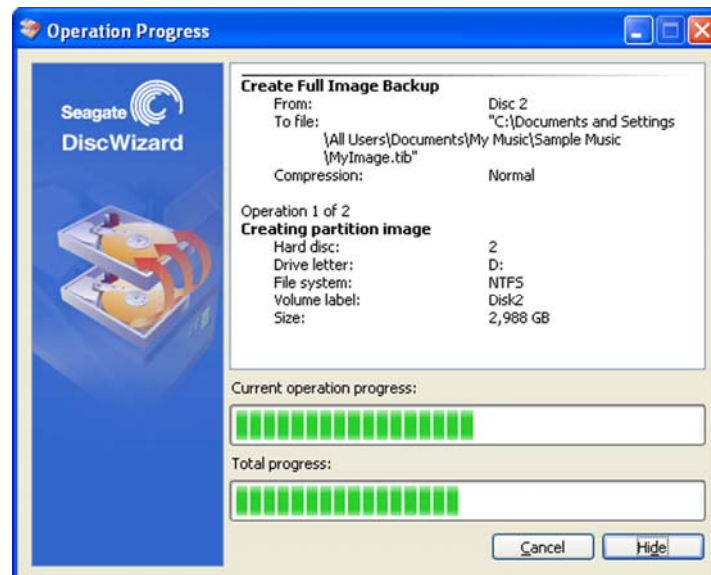 Operation Progress
Seagate
DiscWizard
Create Full Image Backup
From: Disc 2
To file: "C:\Documents and Settings
\All Users\Documents\My Music\Sample Music
\MyImage.tib"
Compression: Normal
Operation 1 of 2
Creating partition image
Hard disc: 2
Drive letter: D:
File system: NTFS
Volume label: Disk2
Size: 2,988 GB
Current operation progress:
Total progress:
Cancel
Hide